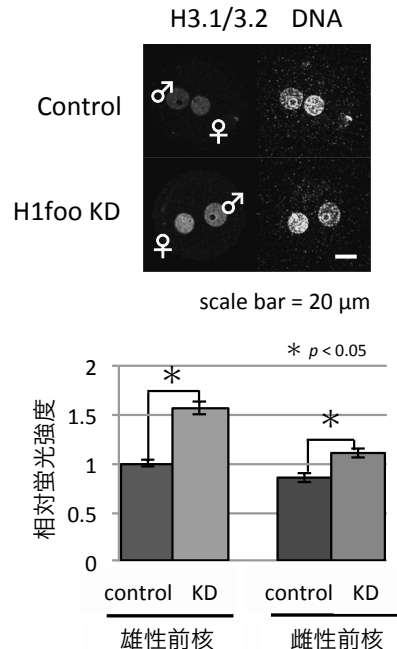 H3.1/3.2 DNA
Control
♂
♀
H1foo KD
♂
♀
scale bar = 20 μm
＊ p < 0.05
相対蛍光強度
2
1.5
1
0.5
0
＊
＊
control KD control KD
雄性前核 雌性前核